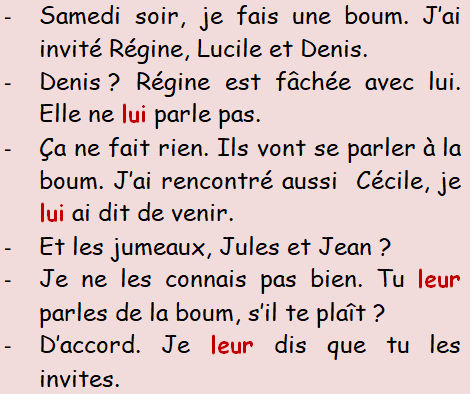 - Samedi soir, je fais une boum. J'ai
invité Régine, Lucile et Denis.
- Denis ? Régine est fâchée avec lui.
Elle ne lui parle pas.
- Ça ne fait rien. Ils vont se parler à la
boum. J'ai rencontré aussi Cécile, je
lui ai dit de venir.
- Et les jumeaux, Jules et Jean ?
- Je ne les connais pas bien. Tu leur
parles de la boum, s'il te plaît ?
- D'accord. Je leur dis que tu les
invites.